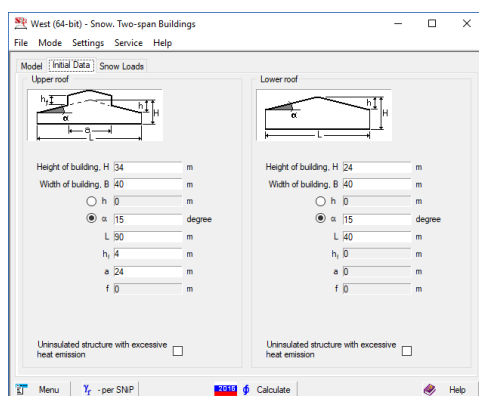 West (64-bit) - Snow. Two-span Buildings
File Mode Settings Service Help
Model Initial Data Snow Loads
Upper roof
hf h H
α
a
L
Height of building, H 34 m
Width of building, B 40 m
h 0 m
α 15 degree
L 90 m
hf 4 m
a 24 m
f 0 m
Uninsulated structure with excessive
heat emission
Lower roof
h H
α
L
Height of building, H 24 m
Width of building, B 40 m
h 0 m
α 15 degree
L 40 m
hf 0 m
a 0 m
f 0 m
Uninsulated structure with excessive
heat emission
Menu γf - per SNiP 2016 Calculate Help